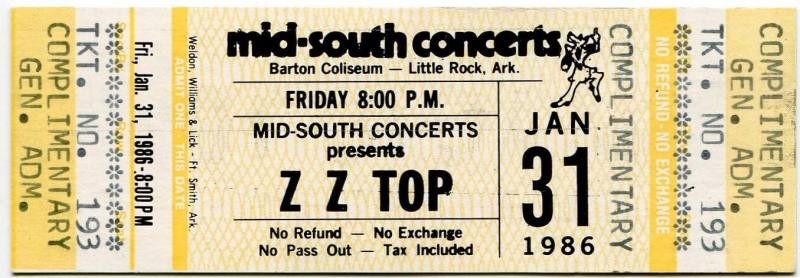 COMPLIMENTARY
TKT. NO. 193
GEN. ADM.
Fri., Jan. 31, 1986 - 8:00 PM
Weldon, Williams & Lick - Ft. Smith, Ark.
ADMIT ONE THIS DATE
mid-south concerts
Barton Coliseum — Little Rock, Ark.
FRIDAY 8:00 P.M.
MID-SOUTH CONCERTS
presents
Z Z TOP
No Refund — No Exchange
No Pass Out — Tax Included
JAN
31
1986
COMPLIMENTARY
NO REFUND - NO EXCHANGE
TKT. NO. 193
COMPLIMENTARY
GEN. ADM.